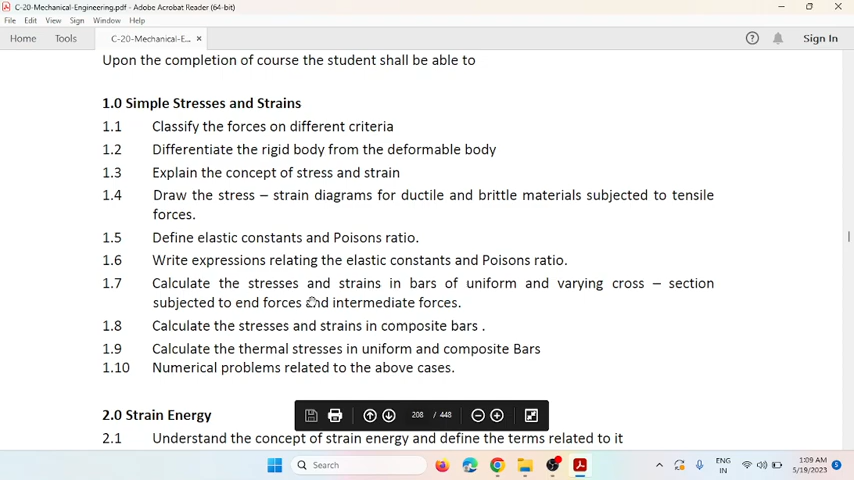 C-20-Mechanical-Engineering.pdf - Adobe Acrobat Reader (64-bit)
File Edit View Sign Window Help
Home Tools C-20-Mechanical-E... × Sign In
Upon the completion of course the student shall be able to
1.0 Simple Stresses and Strains
1.1 Classify the forces on different criteria
1.2 Differentiate the rigid body from the deformable body
1.3 Explain the concept of stress and strain
1.4 Draw the stress – strain diagrams for ductile and brittle materials subjected to tensile
forces.
1.5 Define elastic constants and Poisons ratio.
1.6 Write expressions relating the elastic constants and Poisons ratio.
1.7 Calculate the stresses and strains in bars of uniform and varying cross – section
subjected to end forces and intermediate forces.
1.8 Calculate the stresses and strains in composite bars .
1.9 Calculate the thermal stresses in uniform and composite Bars
1.10 Numerical problems related to the above cases.
208 / 448
2.0 Strain Energy
2.1 Understand the concept of strain energy and define the terms related to it
Search
ENG
IN
1:09 AM
5/19/2023
5